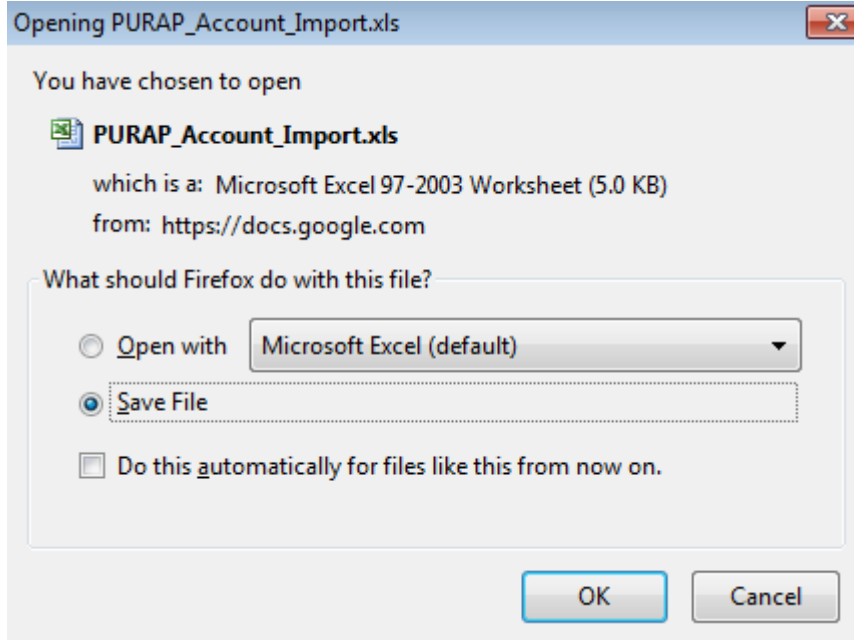 Opening PURAP_Account_Import.xls
You have chosen to open
PURAP_Account_Import.xls
which is a: Microsoft Excel 97-2003 Worksheet (5.0 KB)
from: https://docs.google.com
What should Firefox do with this file?
Open with Microsoft Excel (default)
Save File
Do this automatically for files like this from now on.
OK Cancel